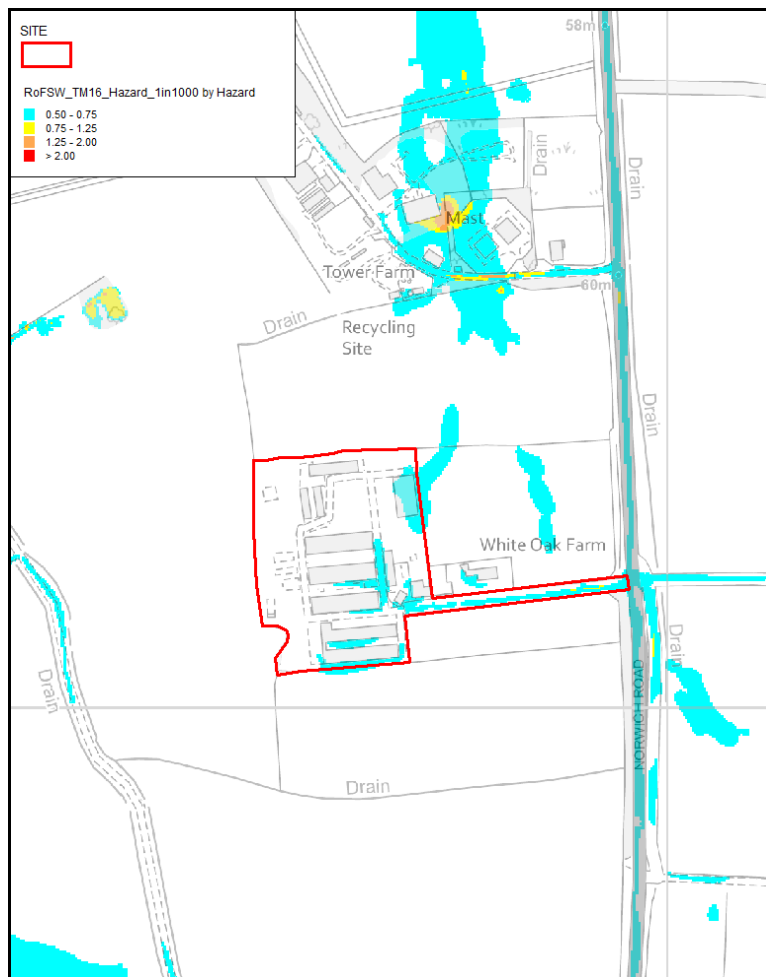 SITE
RoFSW_TM16_Hazard_1in1000 by Hazard
0.50 - 0.75
0.75 - 1.25
1.25 - 2.00
> 2.00
58m
Drain
Drain
Mast
Tower Farm
60m
Drain
Recycling
Site
Drain
White Oak Farm
Drain
Drain
NORWICH ROAD
Drain